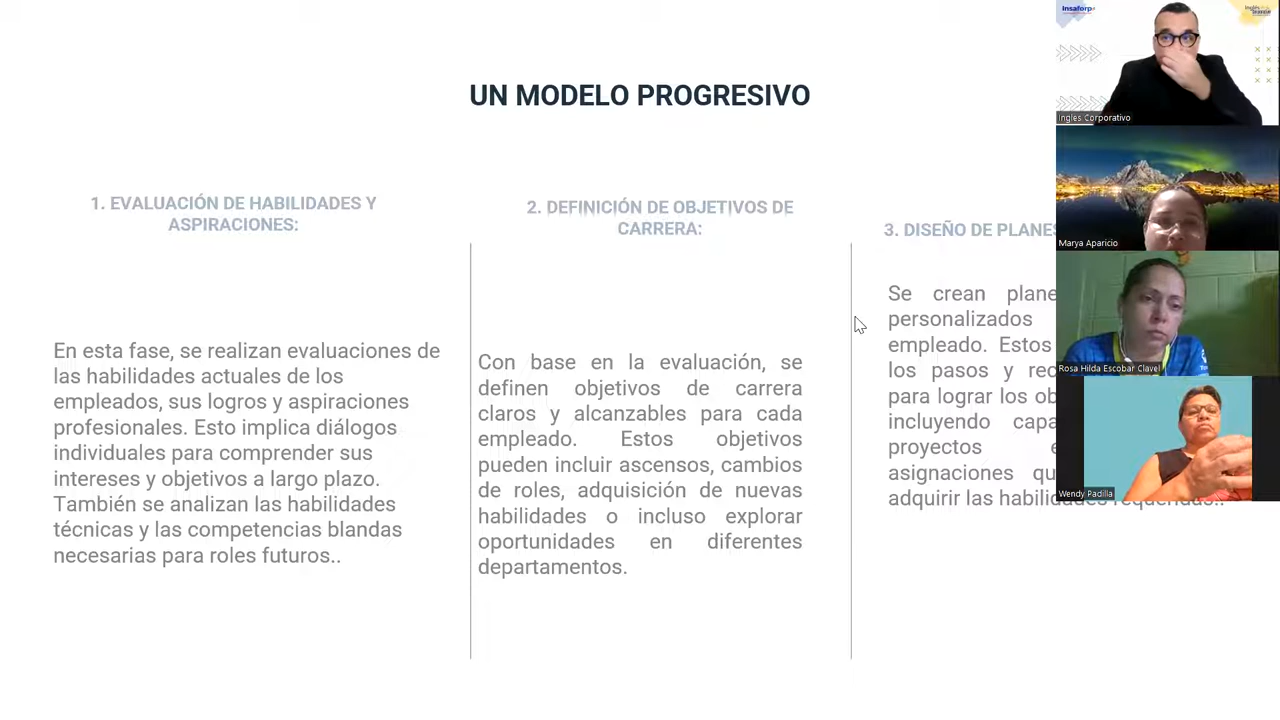 UN MODELO PROGRESIVO
1. EVALUACIÓN DE HABILIDADES Y
ASPIRACIONES:
En esta fase, se realizan evaluaciones de
las habilidades actuales de los
empleados, sus logros y aspiraciones
profesionales. Esto implica diálogos
individuales para comprender sus
intereses y objetivos a largo plazo.
También se analizan las habilidades
técnicas y las competencias blandas
necesarias para roles futuros..
2. DEFINICIÓN DE OBJETIVOS DE
CARRERA:
Con base en la evaluación, se
definen objetivos de carrera
claros y alcanzables para cada
empleado. Estos objetivos
pueden incluir ascensos, cambios
de roles, adquisición de nuevas
habilidades o incluso explorar
oportunidades en diferentes
departamentos.
3. DISEÑO DE PLANES
Se crean plane
personalizados
empleado. Estos
los pasos y rec
para lograr los ob
incluyendo capa
proyectos e
asignaciones qu
adquirir las habilidades requeridas..
insaforp
Ingles Corporativo
Marya Aparicio
Rosa Hilda Escobar Clavel
Wendy Padilla